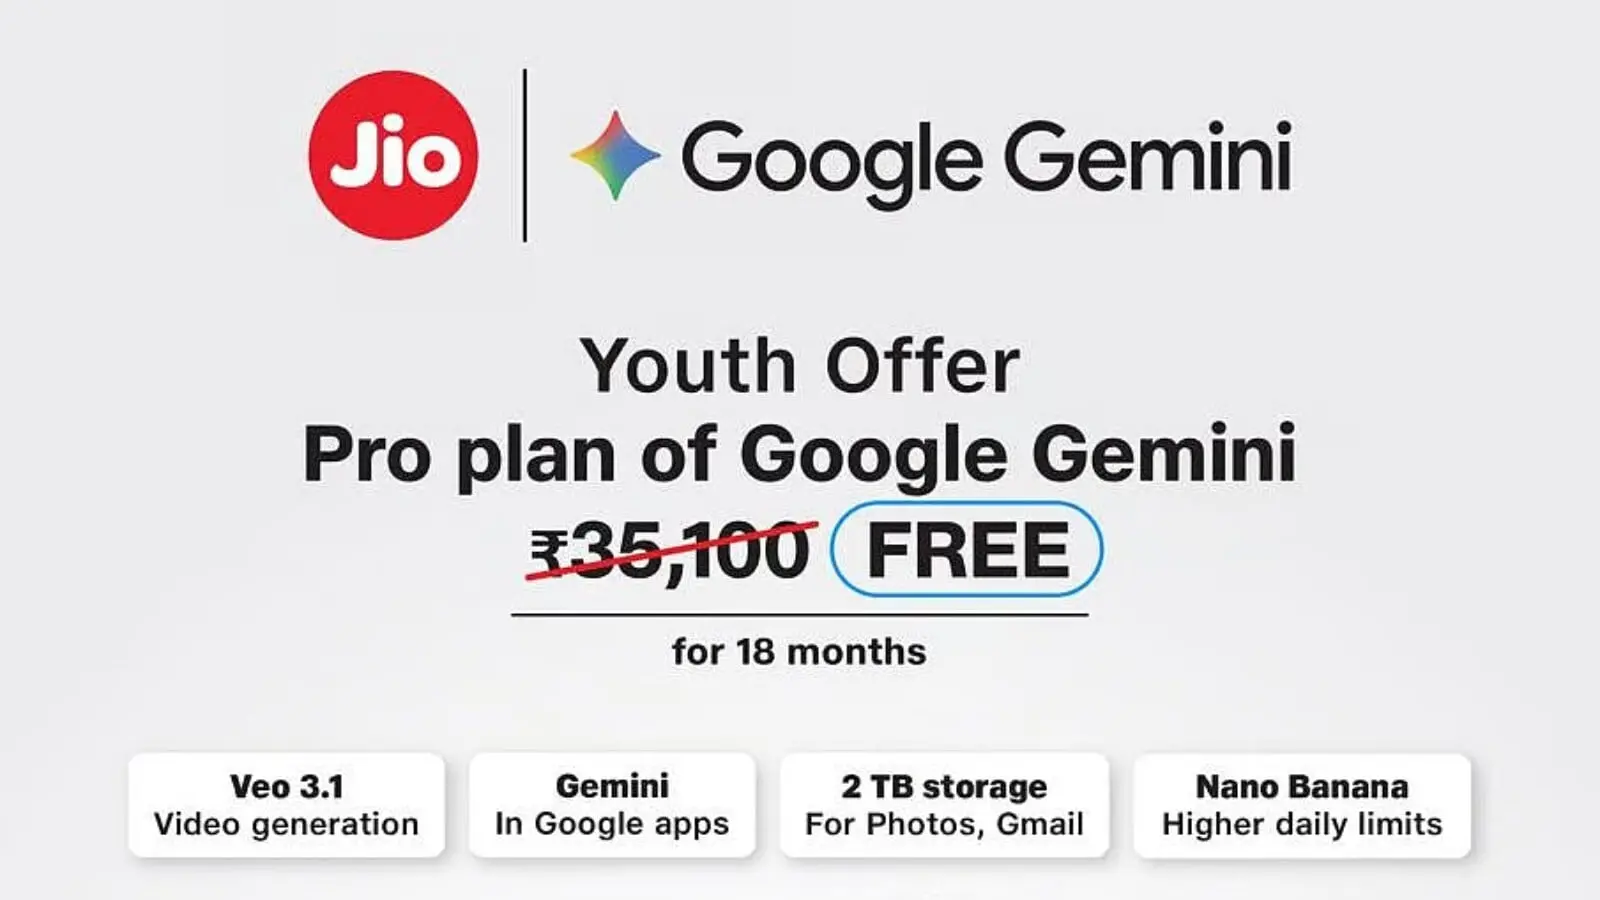 Jio
Google Gemini
Youth Offer
Pro plan of Google Gemini
₹35,100 FREE
for 18 months
Veo 3.1
Video generation
Gemini
In Google apps
2 TB storage
For Photos, Gmail
Nano Banana
Higher daily limits